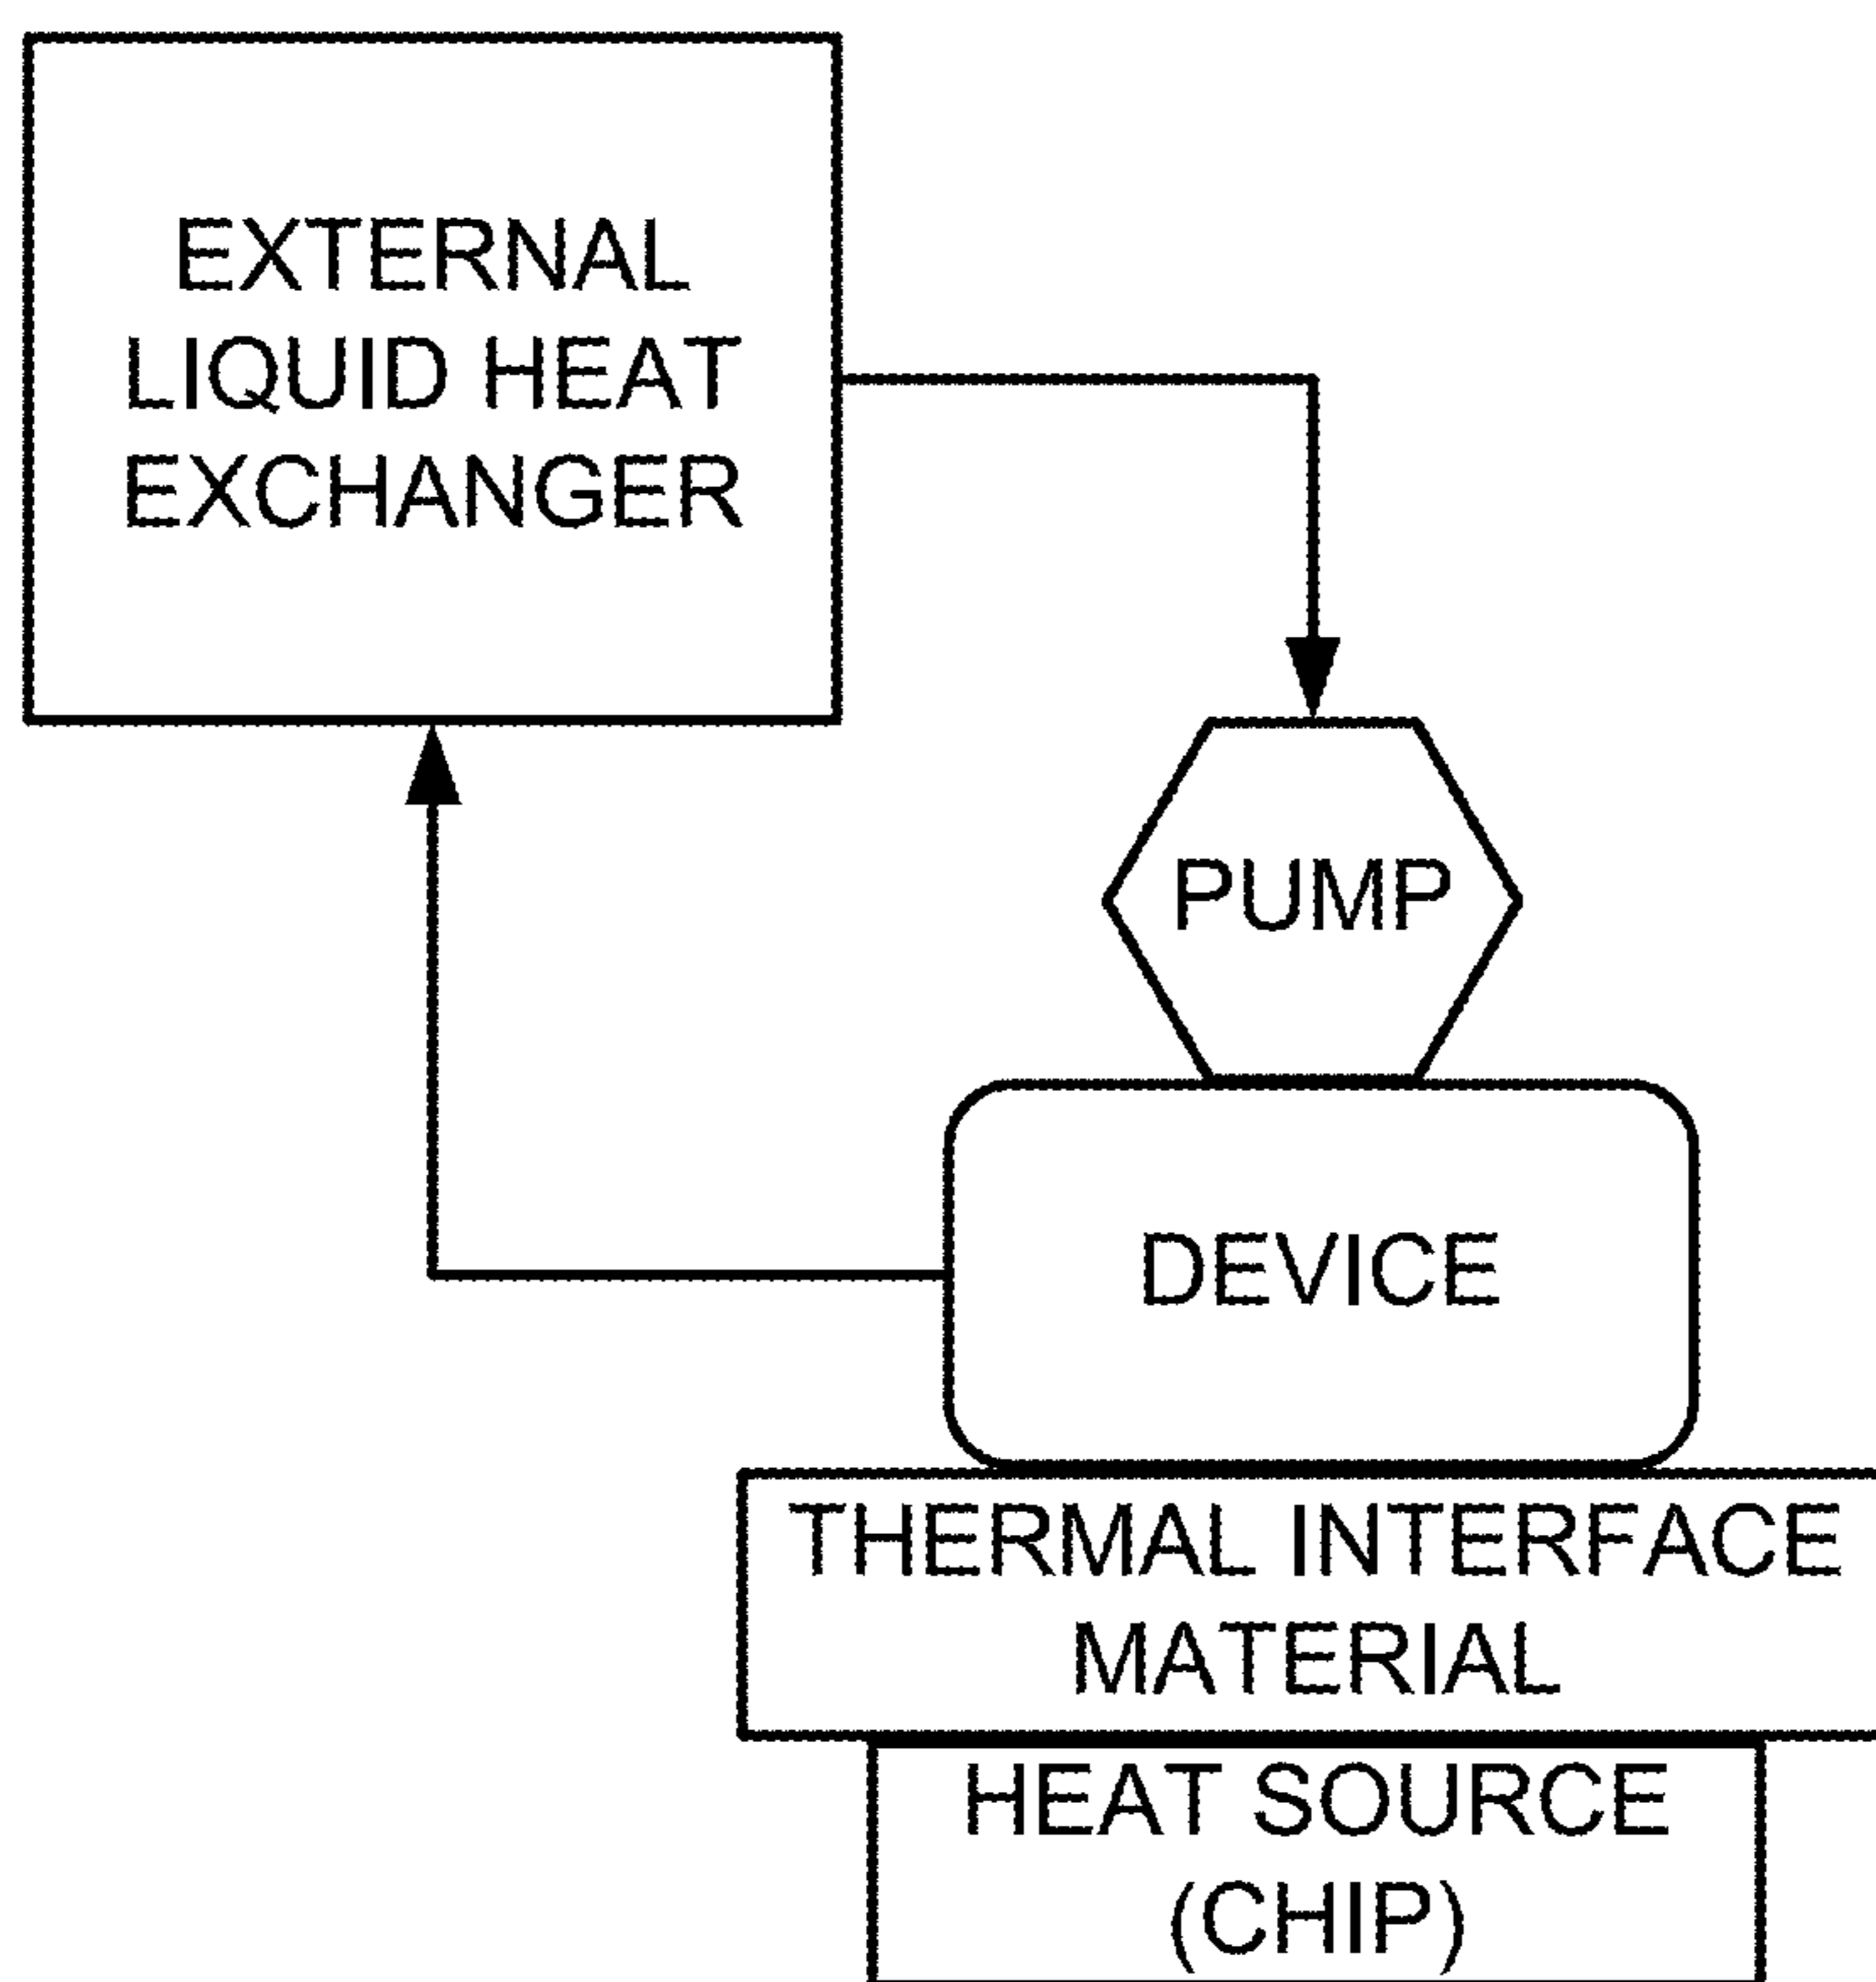 EXTERNAL
LIQUID HEAT
EXCHANGER
PUMP
DEVICE
THERMAL INTERFACE
MATERIAL
HEAT SOURCE
(CHIP)